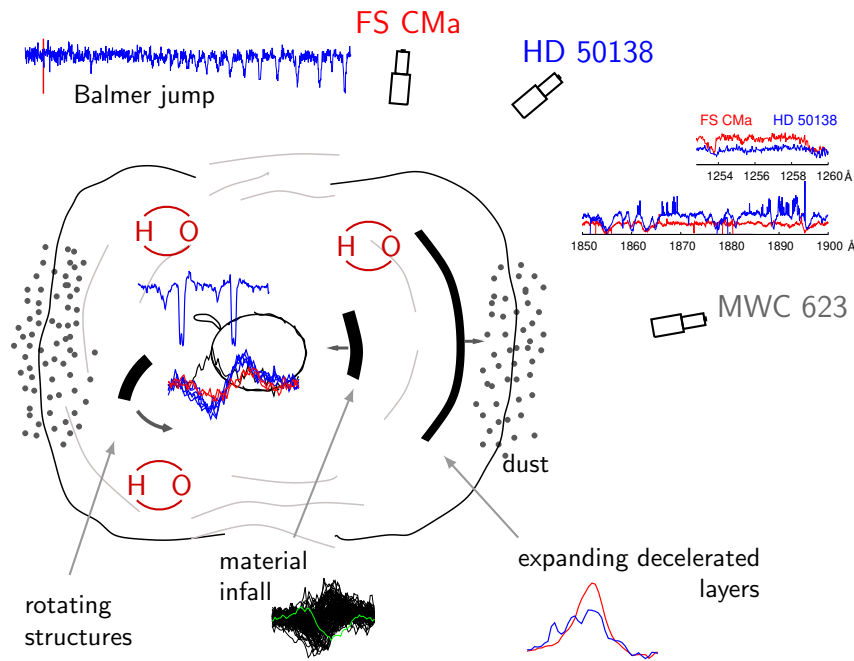 FS CMa
HD 50138
Balmer jump
FS CMa HD 50138
1254 1256 1258 1260 Å
1850 1860 1870 1880 1890 1900 Å
H O
H O
MWC 623
dust
H O
material
infall
expanding decelerated
layers
rotating
structures